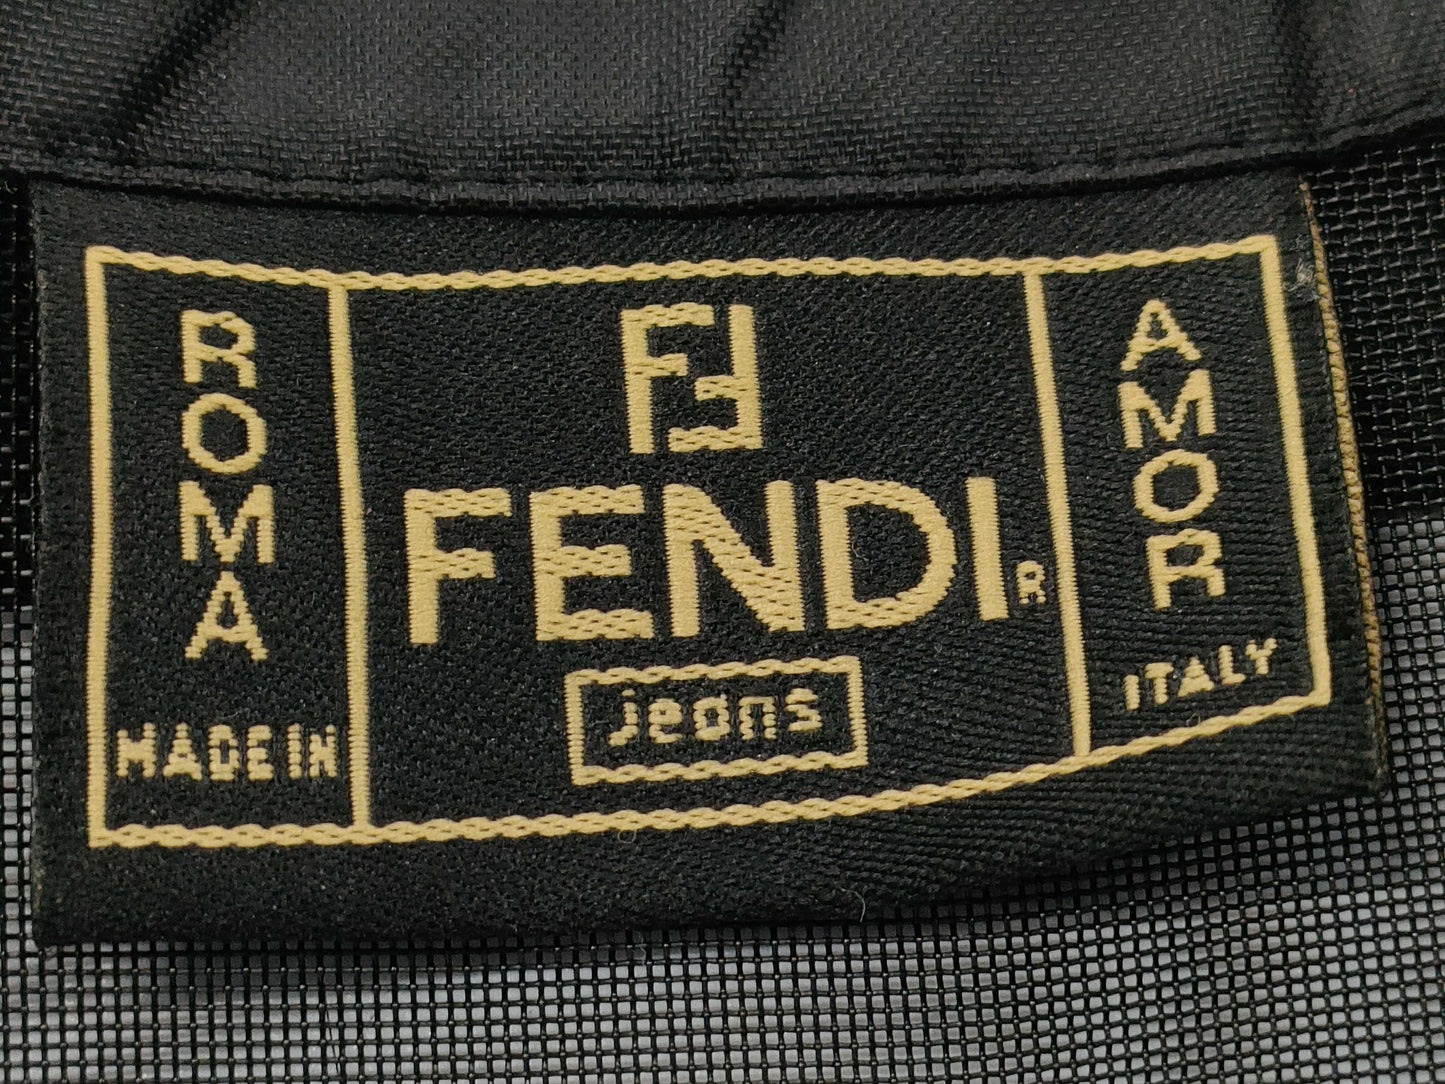 ROMA
MADE IN
FF
FENDI R
jeans
AMOR
ITALY